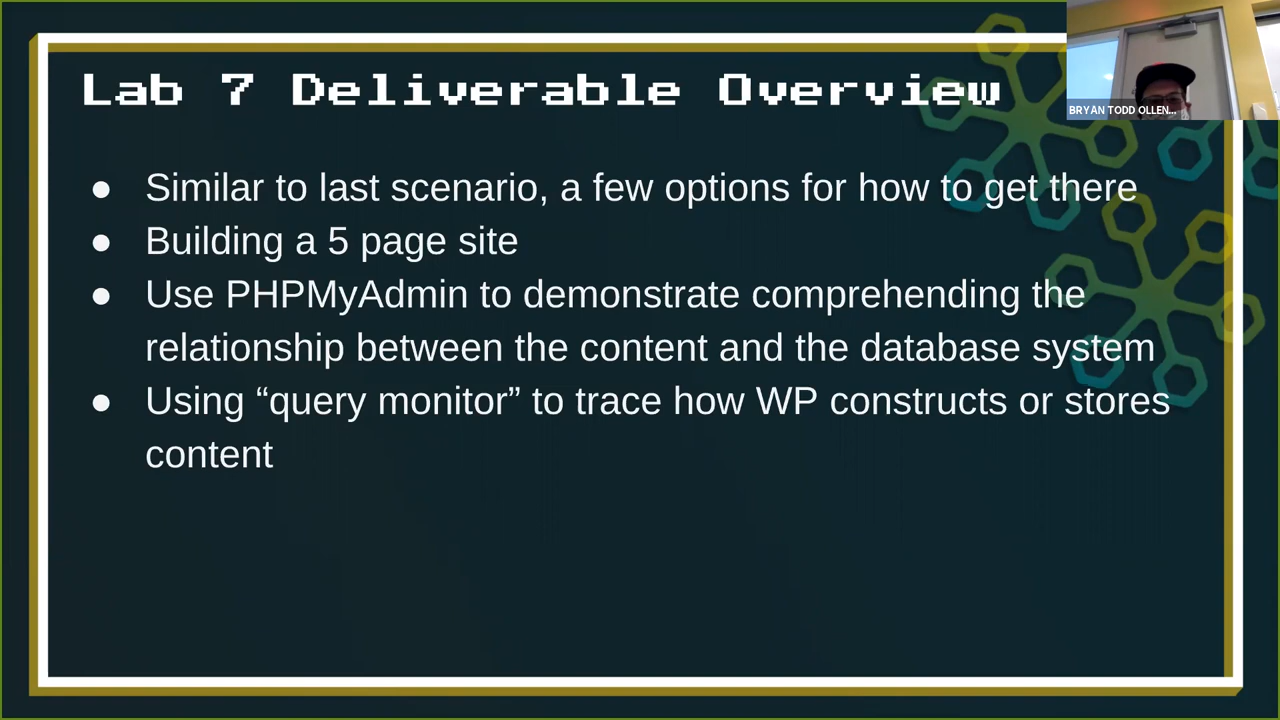 Lab 7 Deliverable Overview
BRYAN TODD OLLEN...
● Similar to last scenario, a few options for how to get there
● Building a 5 page site
● Use PHPMyAdmin to demonstrate comprehending the
relationship between the content and the database system
● Using “query monitor” to trace how WP constructs or stores
content